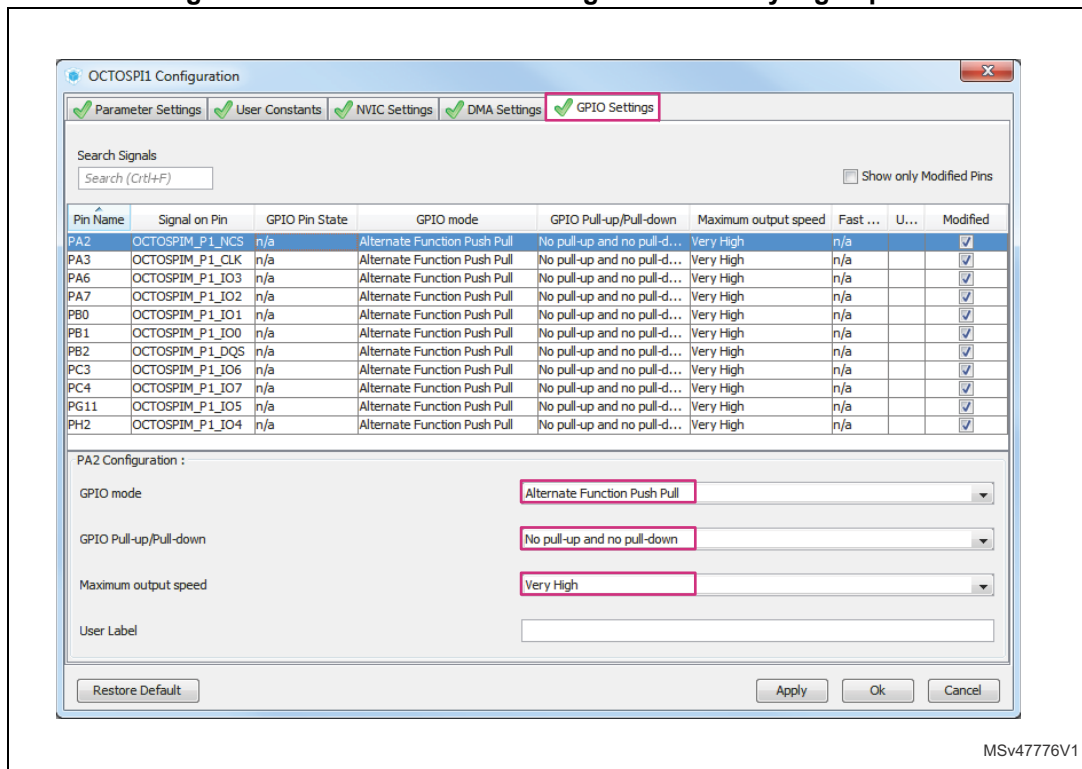 OCTOSPI1 Configuration
Parameter Settings User Constants NVIC Settings DMA Settings GPIO Settings
Search Signals
Search (Crtl+F)
Show only Modified Pins
Pin Name Signal on Pin GPIO Pin State GPIO mode GPIO Pull-up/Pull-down Maximum output speed Fast ... U... Modified
PA2 OCTOSPIM_P1_NCS n/a Alternate Function Push Pull No pull-up and no pull-d... Very High n/a
PA3 OCTOSPIM_P1_CLK n/a Alternate Function Push Pull No pull-up and no pull-d... Very High n/a
PA6 OCTOSPIM_P1_IO3 n/a Alternate Function Push Pull No pull-up and no pull-d... Very High n/a
PA7 OCTOSPIM_P1_IO2 n/a Alternate Function Push Pull No pull-up and no pull-d... Very High n/a
PB0 OCTOSPIM_P1_IO1 n/a Alternate Function Push Pull No pull-up and no pull-d... Very High n/a
PB1 OCTOSPIM_P1_IO0 n/a Alternate Function Push Pull No pull-up and no pull-d... Very High n/a
PB2 OCTOSPIM_P1_DQS n/a Alternate Function Push Pull No pull-up and no pull-d... Very High n/a
PC3 OCTOSPIM_P1_IO6 n/a Alternate Function Push Pull No pull-up and no pull-d... Very High n/a
PC4 OCTOSPIM_P1_IO7 n/a Alternate Function Push Pull No pull-up and no pull-d... Very High n/a
PG11 OCTOSPIM_P1_IO5 n/a Alternate Function Push Pull No pull-up and no pull-d... Very High n/a
PH2 OCTOSPIM_P1_IO4 n/a Alternate Function Push Pull No pull-up and no pull-d... Very High n/a
PA2 Configuration :
GPIO mode Alternate Function Push Pull
GPIO Pull-up/Pull-down No pull-up and no pull-down
Maximum output speed Very High
User Label
Restore Default Apply Ok Cancel
MSv47776V1